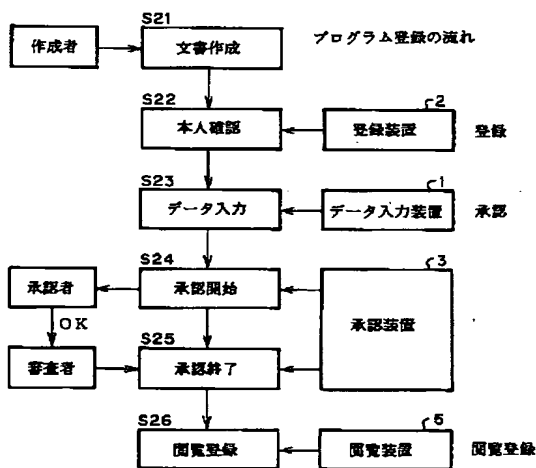 S21
作成者
文書作成
プログラム登録の流れ
S22
2
本人確認
登録装置
登録
S23
1
データ入力
データ入力装置
承認
S24
3
承認者
承認開始
承認装置
OK
S25
審査者
承認終了
S26
5
閲覧登録
閲覧装置
閲覧登録